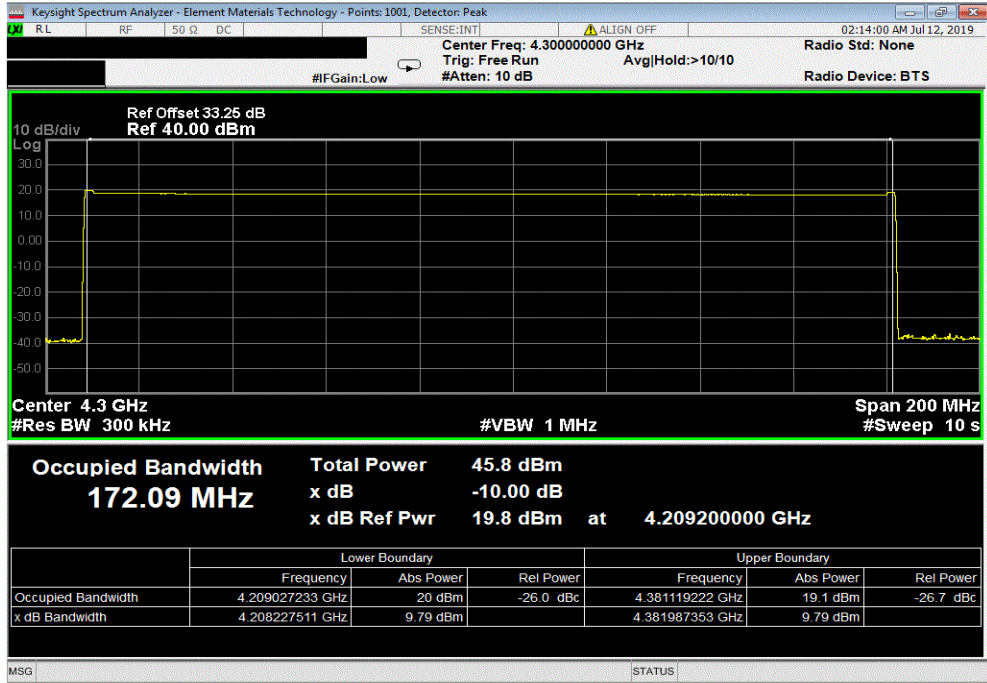 Keysight Spectrum Analyzer - Element Materials Technology - Points: 1001, Detector: Peak
LXI RL RF 50 Ω DC SENSE:INT ALIGN OFF 02:14:00 AM Jul 12, 2019
Center Freq: 4.300000000 GHz Radio Std: None
Trig: Free Run Avg|Hold:>10/10
#IFGain:Low #Atten: 10 dB Radio Device: BTS
Ref Offset 33.25 dB
10 dB/div Ref 40.00 dBm
Log
30.0
20.0
10.0
0.00
-10.0
-20.0
-30.0
-40.0
-50.0
Center 4.3 GHz Span 200 MHz
#Res BW 300 kHz #VBW 1 MHz #Sweep 10 s
Occupied Bandwidth Total Power 45.8 dBm
172.09 MHz x dB -10.00 dB
x dB Ref Pwr 19.8 dBm at 4.209200000 GHz
Lower Boundary Upper Boundary
Frequency Abs Power Rel Power Frequency Abs Power Rel Power
Occupied Bandwidth 4.209027233 GHz 20 dBm -26.0 dBc 4.381119222 GHz 19.1 dBm -26.7 dBc
x dB Bandwidth 4.208227511 GHz 9.79 dBm 4.381987353 GHz 9.79 dBm
MSG STATUS